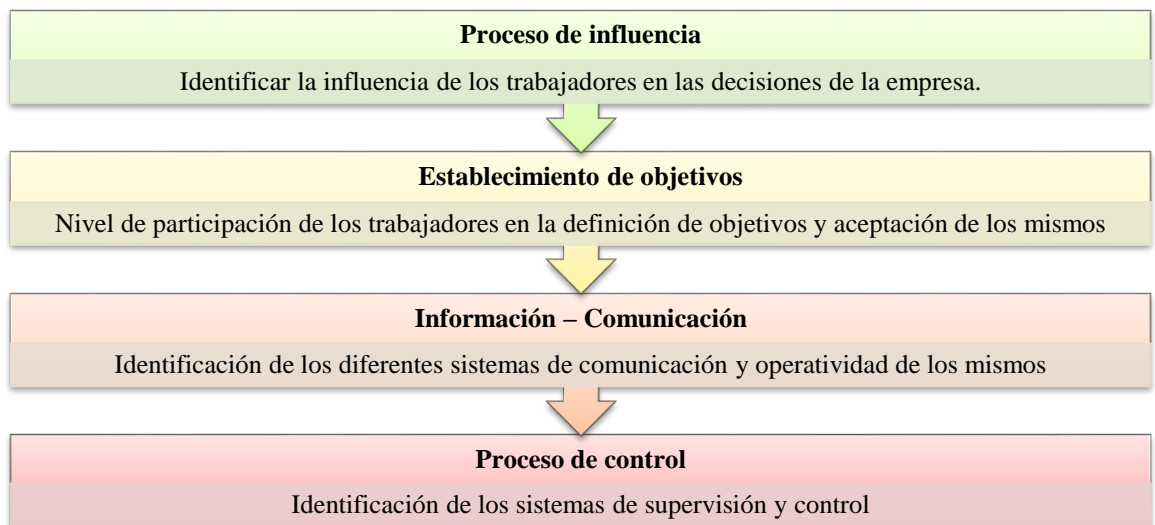 Proceso de influencia
Identificar la influencia de los trabajadores en las decisiones de la empresa.
Establecimiento de objetivos
Nivel de participación de los trabajadores en la definición de objetivos y aceptación de los mismos
Información – Comunicación
Identificación de los diferentes sistemas de comunicación y operatividad de los mismos
Proceso de control
Identificación de los sistemas de supervisión y control